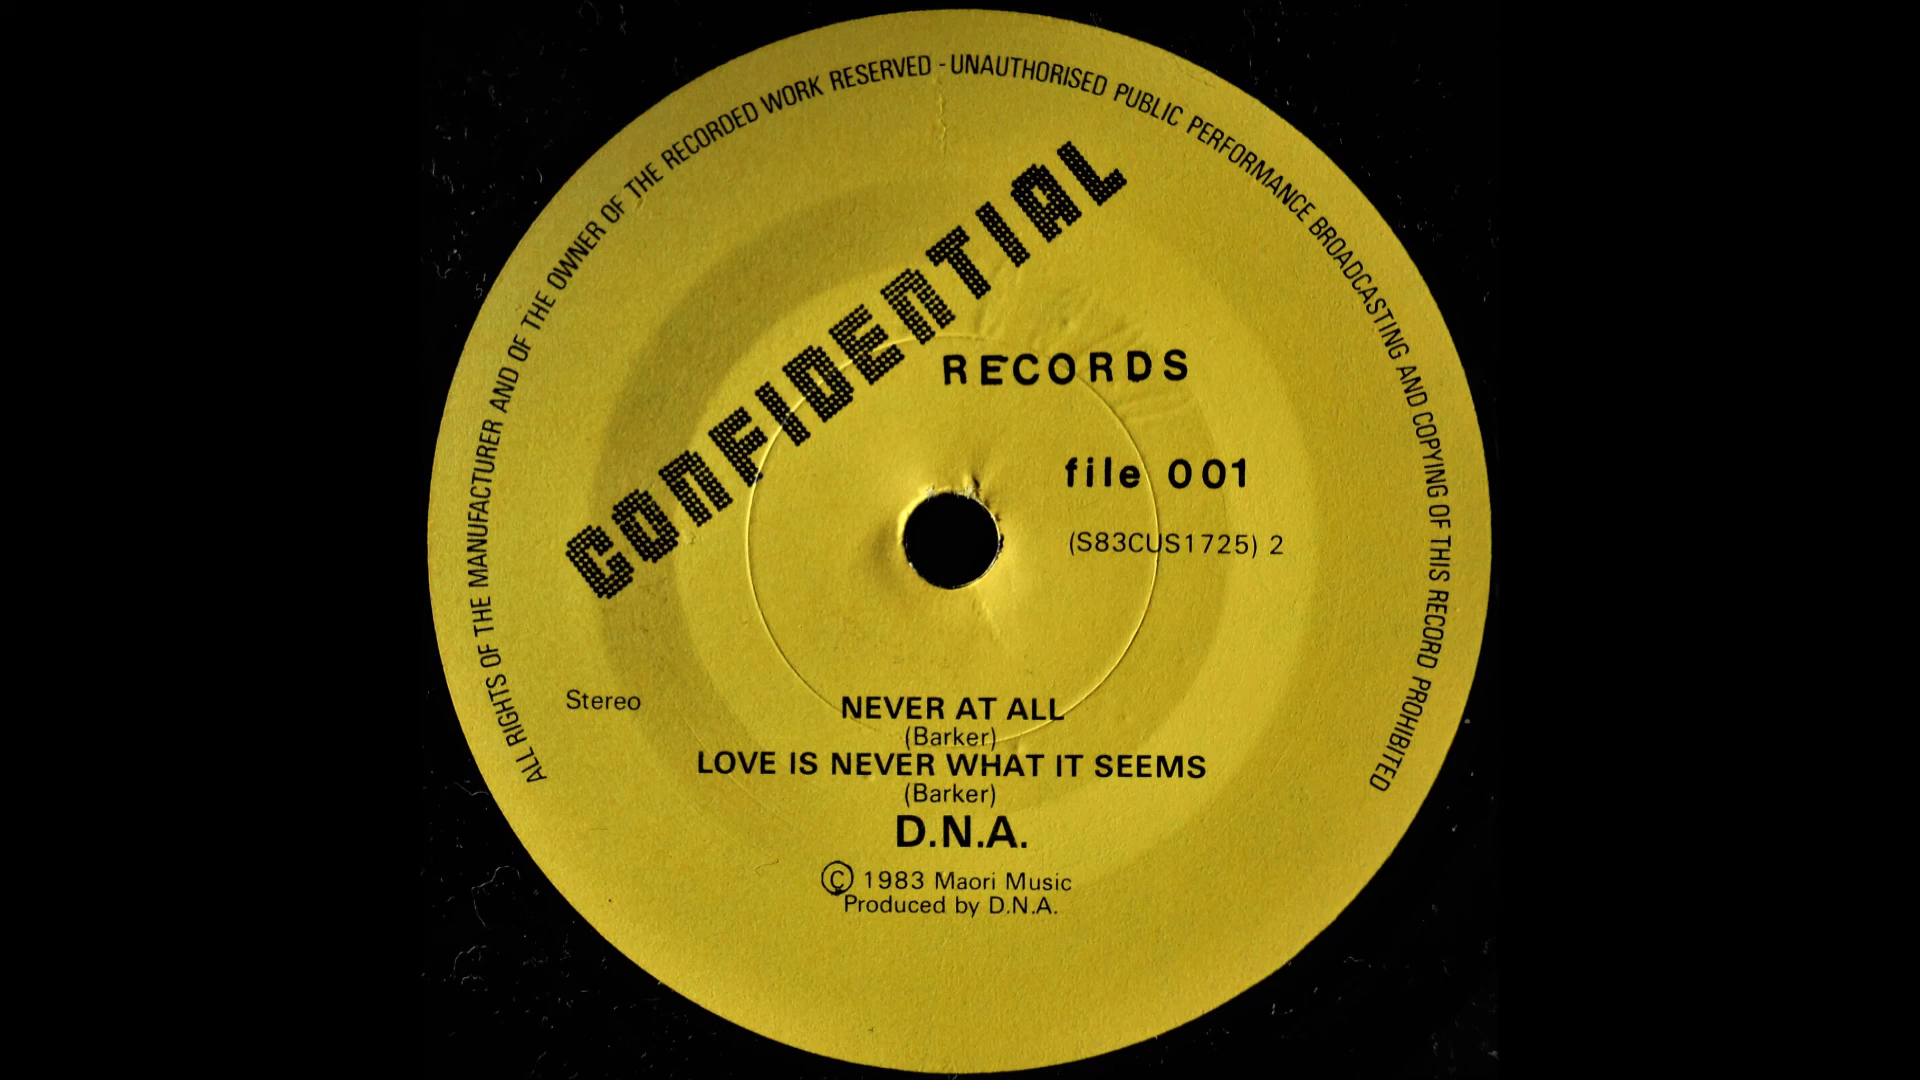 ALL RIGHTS OF THE MANUFACTURER AND OF THE OWNER OF THE RECORDED WORK RESERVED - UNAUTHORISED PUBLIC PERFORMANCE BROADCASTING AND COPYING OF THIS RECORD PROHIBITED
CONFIDENTIAL
RECORDS
file 001
(S83CUS1725) 2
Stereo
NEVER AT ALL
(Barker)
LOVE IS NEVER WHAT IT SEEMS
(Barker)
D.N.A.
© 1983 Maori Music
Produced by D.N.A.